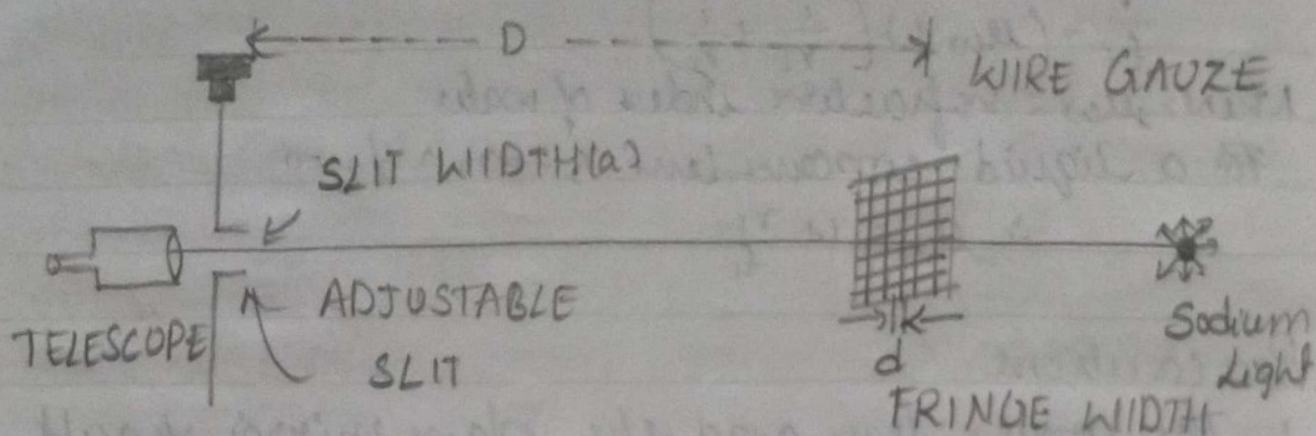 D
WIRE GAUZE
SLIT WIDTH(a)
ADJUSTABLE
SLIT
TELESCOPE
d
FRINGE WIDTH
Sodium
Light